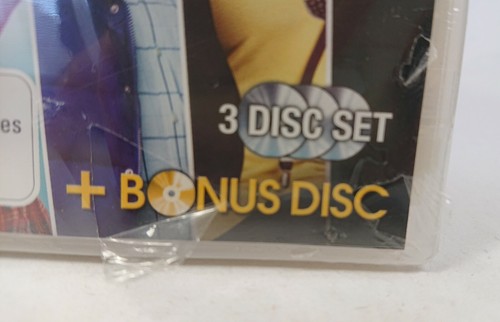 es
3 DISC SET
+ BONUS DISC